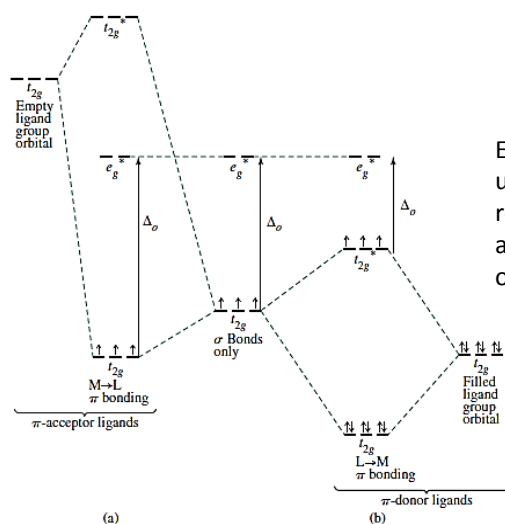 t2g*
t2g
Empty
ligand
group
orbital
eg*
eg*
eg*
Δo
Δo
Δo
t2g*
t2g
σ Bonds
only
t2g
M→L
π bonding
π-acceptor ligands
t2g
Filled
ligand
group
orbital
t2g
L→M
π bonding
π-donor ligands
(a)
(b)